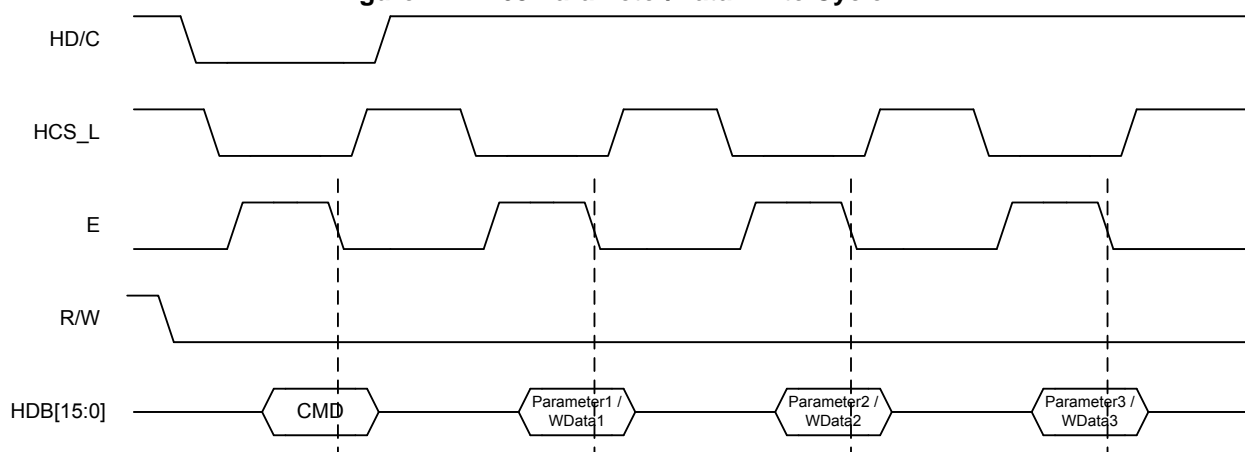 HD/C
HCS_L
E
R/W
HDB[15:0]
CMD
Parameter1 /
WData1
Parameter2 /
WData2
Parameter3 /
WData3